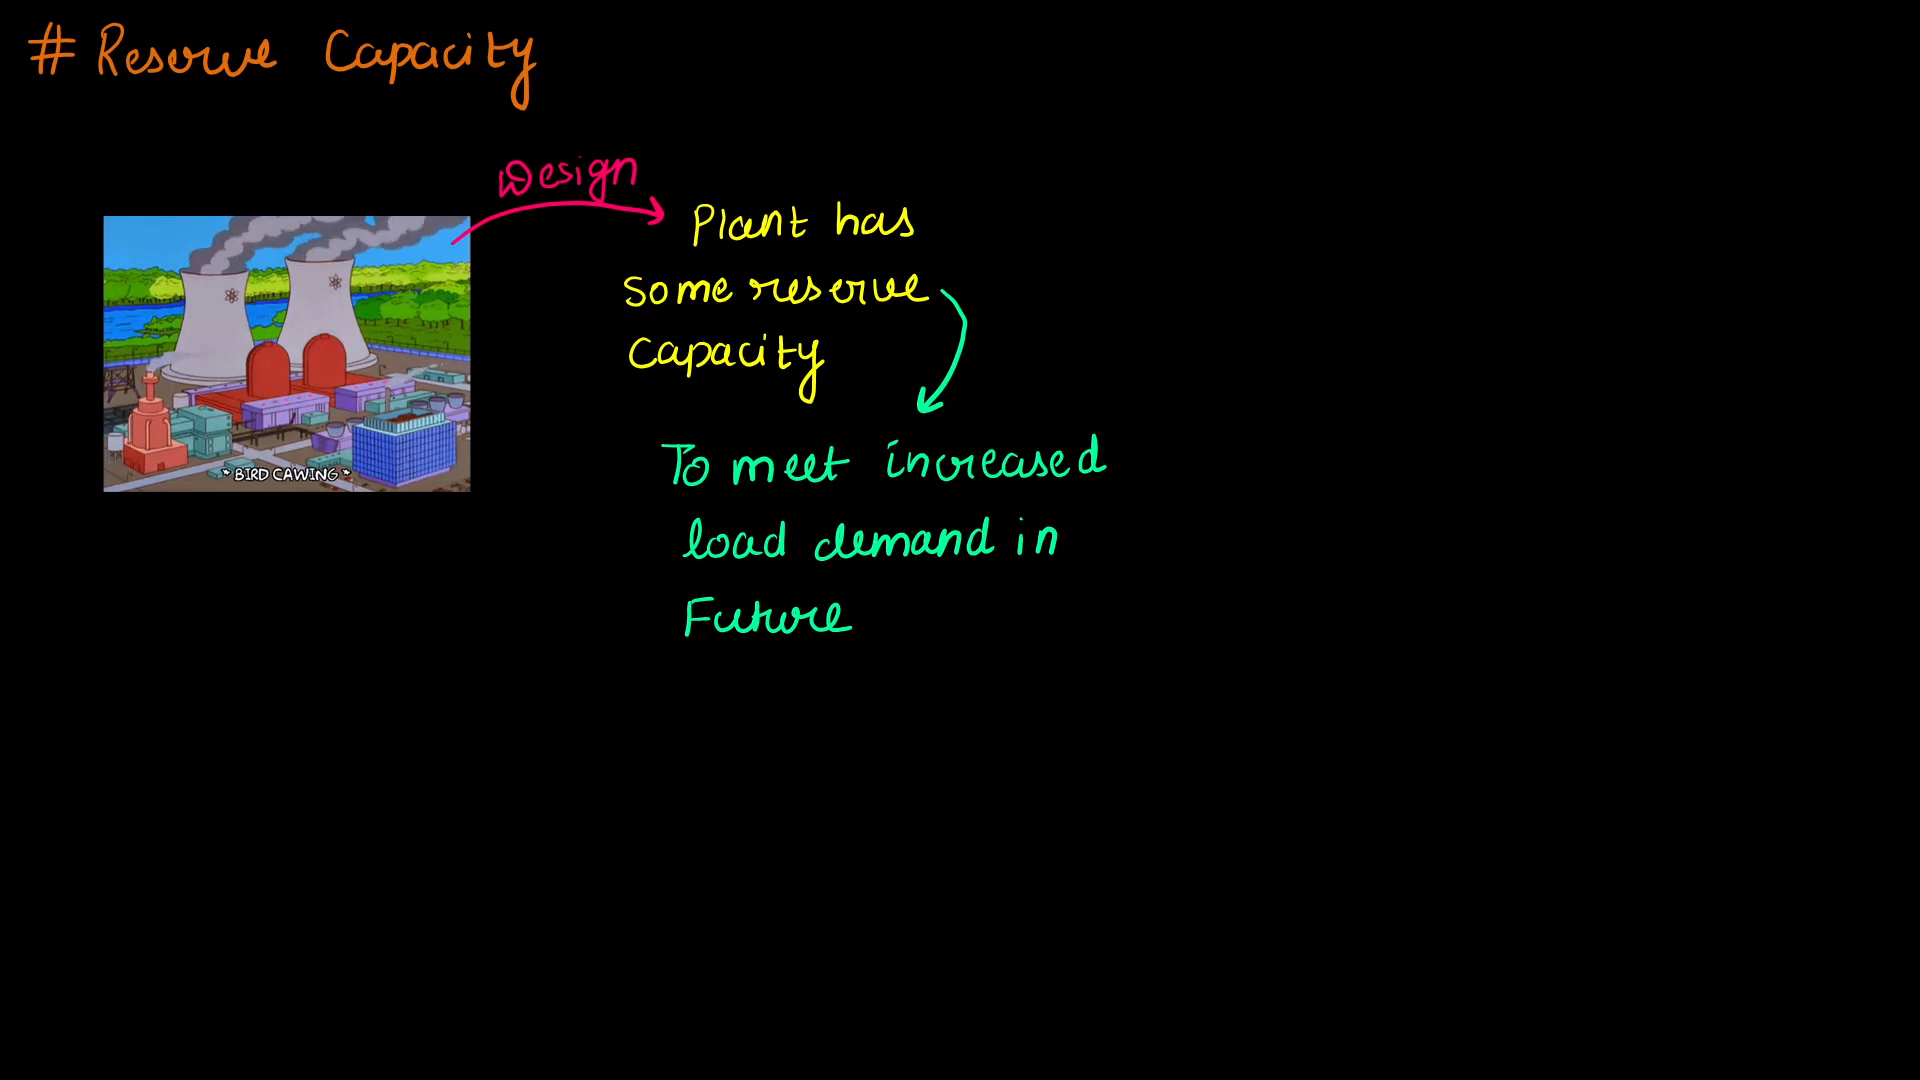 # Reserve Capacity
Design
Plant has
some reserve
capacity
To meet increased
load demand in
Future
* BIRD CAWING *